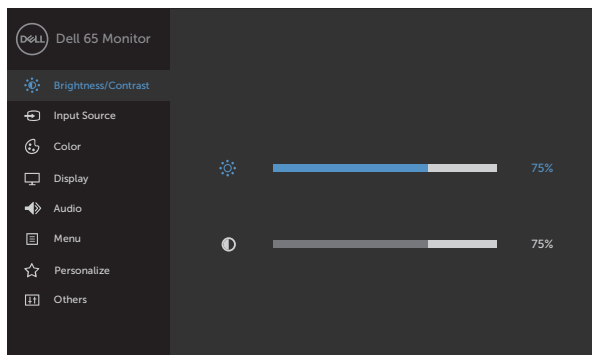 DELL
Dell 65 Monitor
Brightness/Contrast
Input Source
Color
Display
Audio
Menu
Personalize
Others
75%
75%